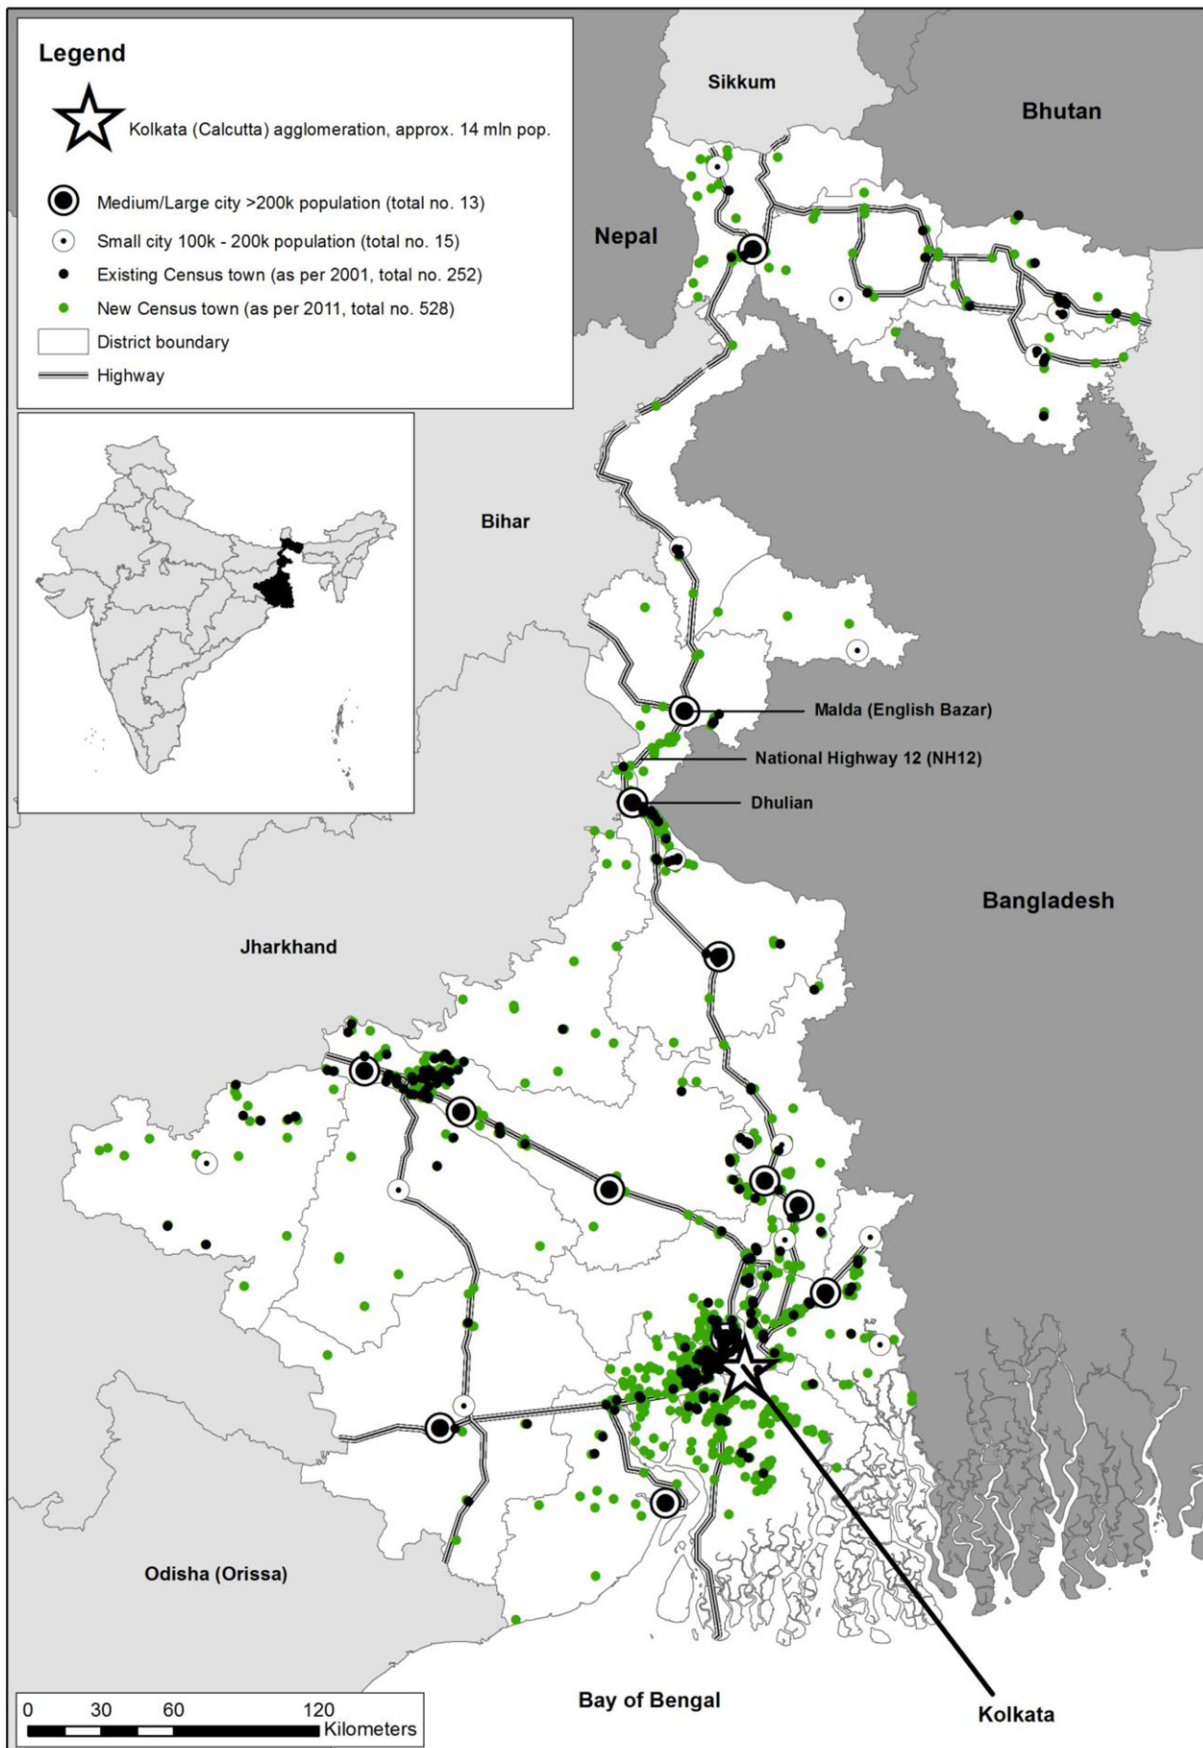 Legend
Kolkata (Calcutta) agglomeration, approx. 14 mln pop.
Medium/Large city >200k population (total no. 13)
Small city 100k - 200k population (total no. 15)
Existing Census town (as per 2001, total no. 252)
New Census town (as per 2011, total no. 528)
District boundary
Highway
Sikkum
Bhutan
Nepal
Bihar
Malda (English Bazar)
National Highway 12 (NH12)
Dhulian
Bangladesh
Jharkhand
Odisha (Orissa)
Bay of Bengal
Kolkata
0 30 60 120
Kilometers